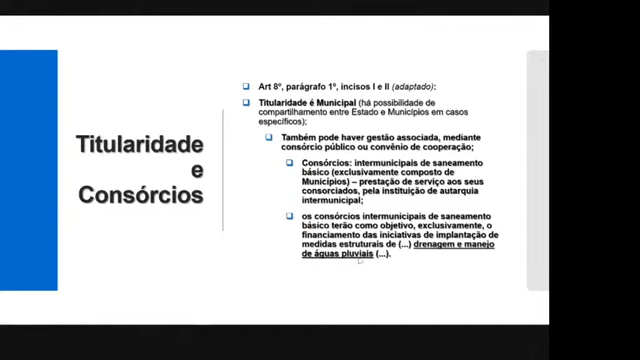 Titularidade
e
Consórcios
Art 8º, parágrafo 1º, incisos I e II (adaptado):
Titularidade é Municipal (há possibilidade de
compartilhamento entre Estado e Municípios em casos
específicos);
Também pode haver gestão associada, mediante
consórcio público ou convênio de cooperação;
Consórcios: intermunicipais de saneamento
básico (exclusivamente composto de
Municípios) – prestação de serviço aos seus
consorciados, pela instituição de autarquia
intermunicipal;
os consórcios intermunicipais de saneamento
básico terão como objetivo, exclusivamente, o
financiamento das iniciativas de implantação de
medidas estruturais de (...) drenagem e manejo
de águas pluviais (...).